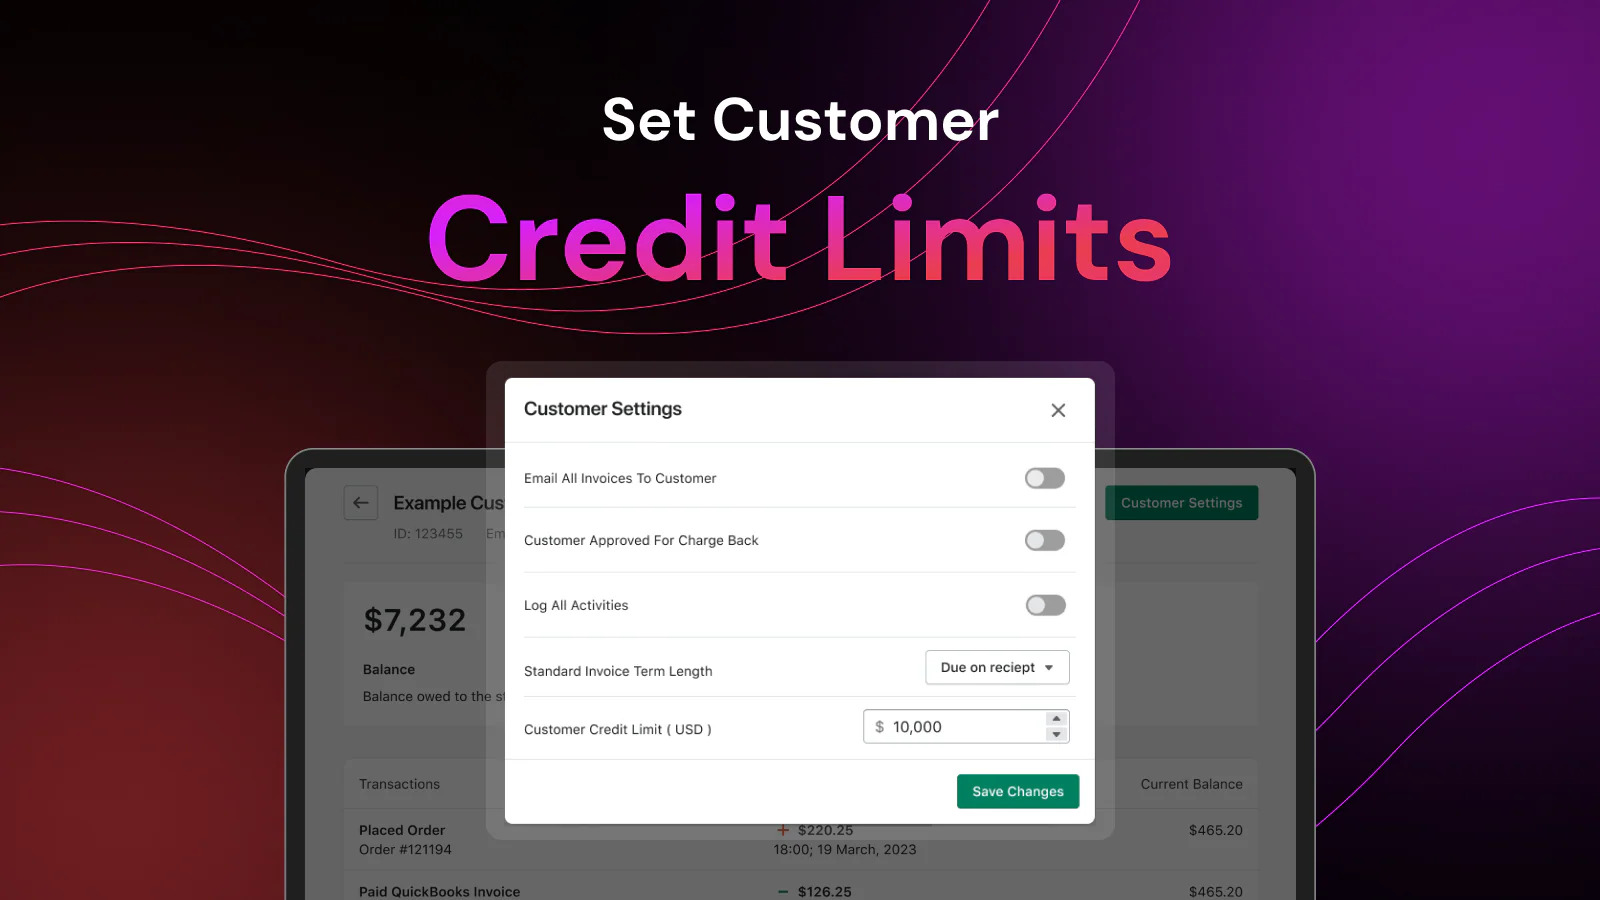 Set Customer
Credit Limits
Customer Settings
Email All Invoices To Customer
Customer Approved For Charge Back
Log All Activities
Standard Invoice Term Length
Due on reciept
Customer Credit Limit ( USD )
$ 10,000
Save Changes
Example Cus
Customer Settings
ID: 123455 Em
$7,232
Balance
Balance owed to the st
Transactions
Current Balance
Placed Order + $220.25 $465.20
Order #121194 18:00; 19 March, 2023
Paid QuickBooks Invoice − $126.25 $465.20